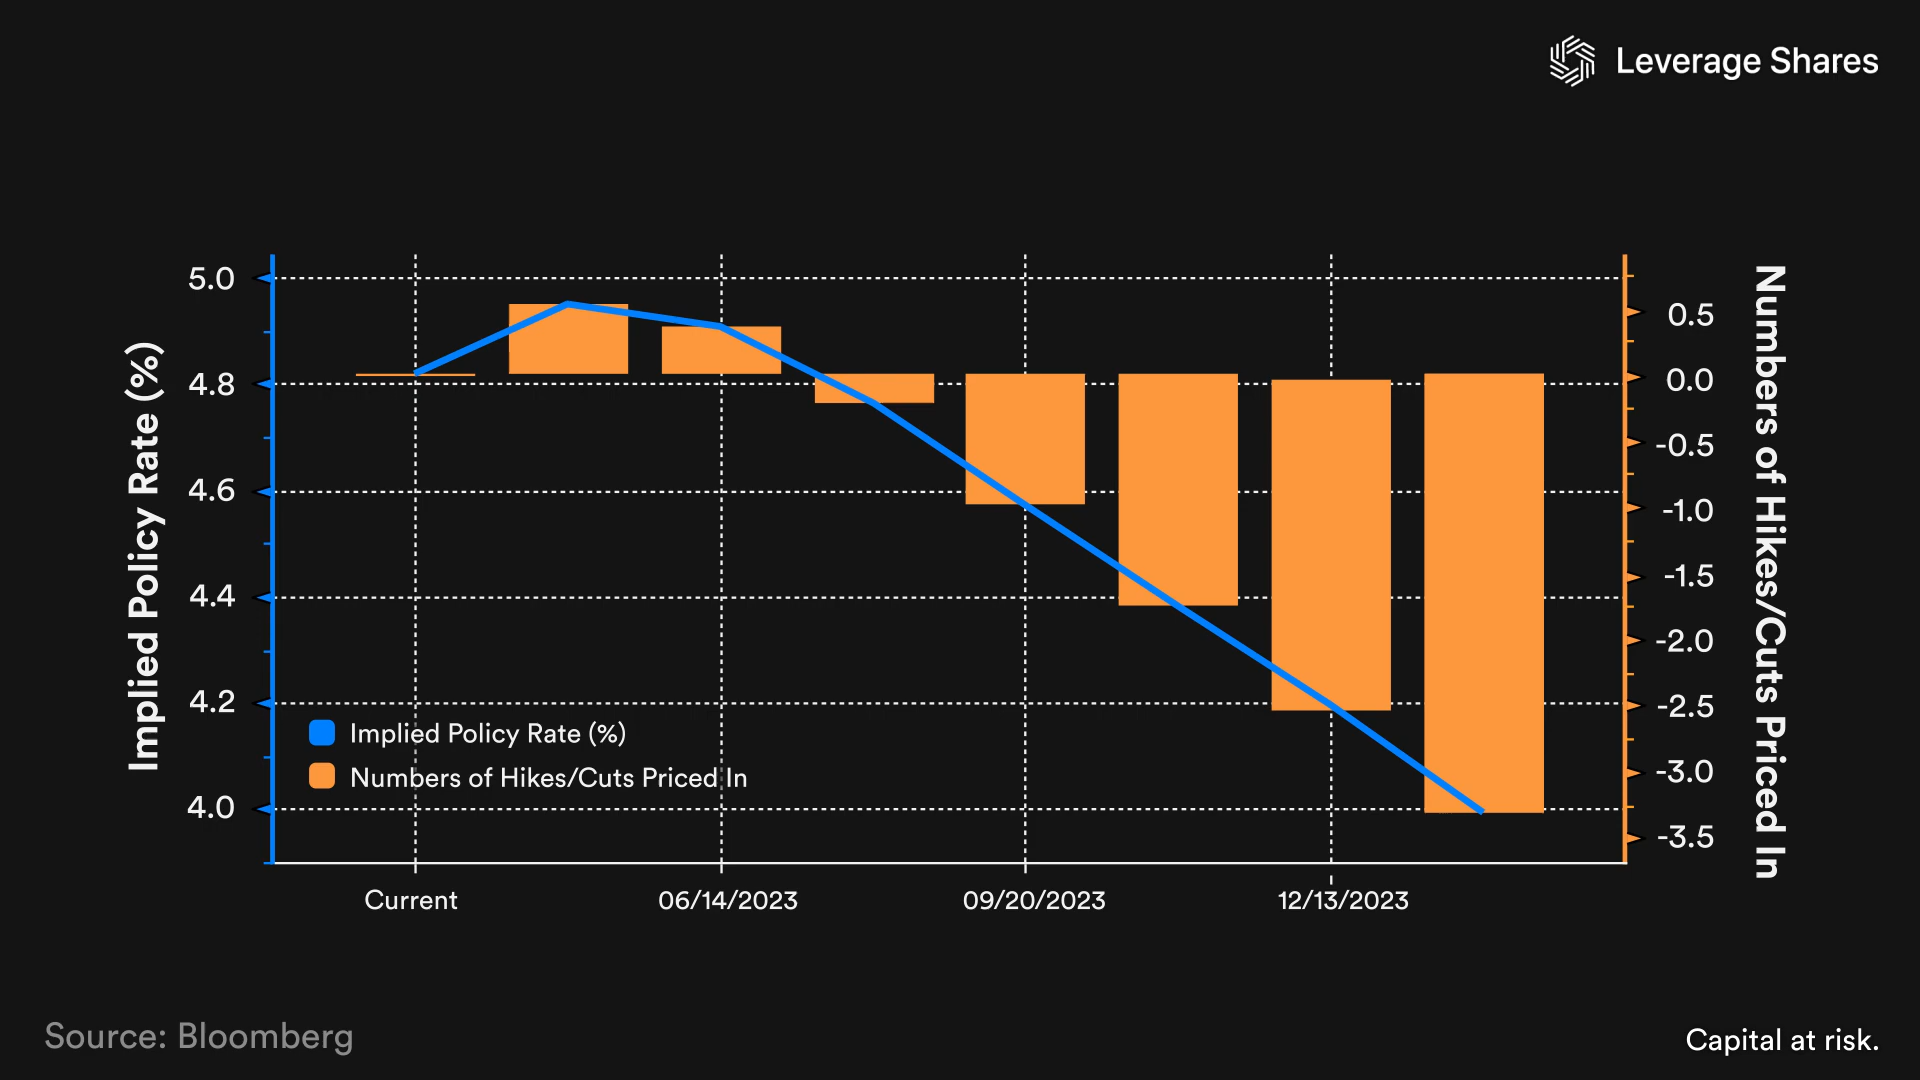 Leverage Shares
Implied Policy Rate (%)
5.0
4.8
4.6
4.4
4.2
4.0
Implied Policy Rate (%)
Numbers of Hikes/Cuts Priced In
0.5
0.0
-0.5
-1.0
-1.5
-2.0
-2.5
-3.0
-3.5
Numbers of Hikes/Cuts Priced In
Current
06/14/2023
09/20/2023
12/13/2023
Source: Bloomberg
Capital at risk.